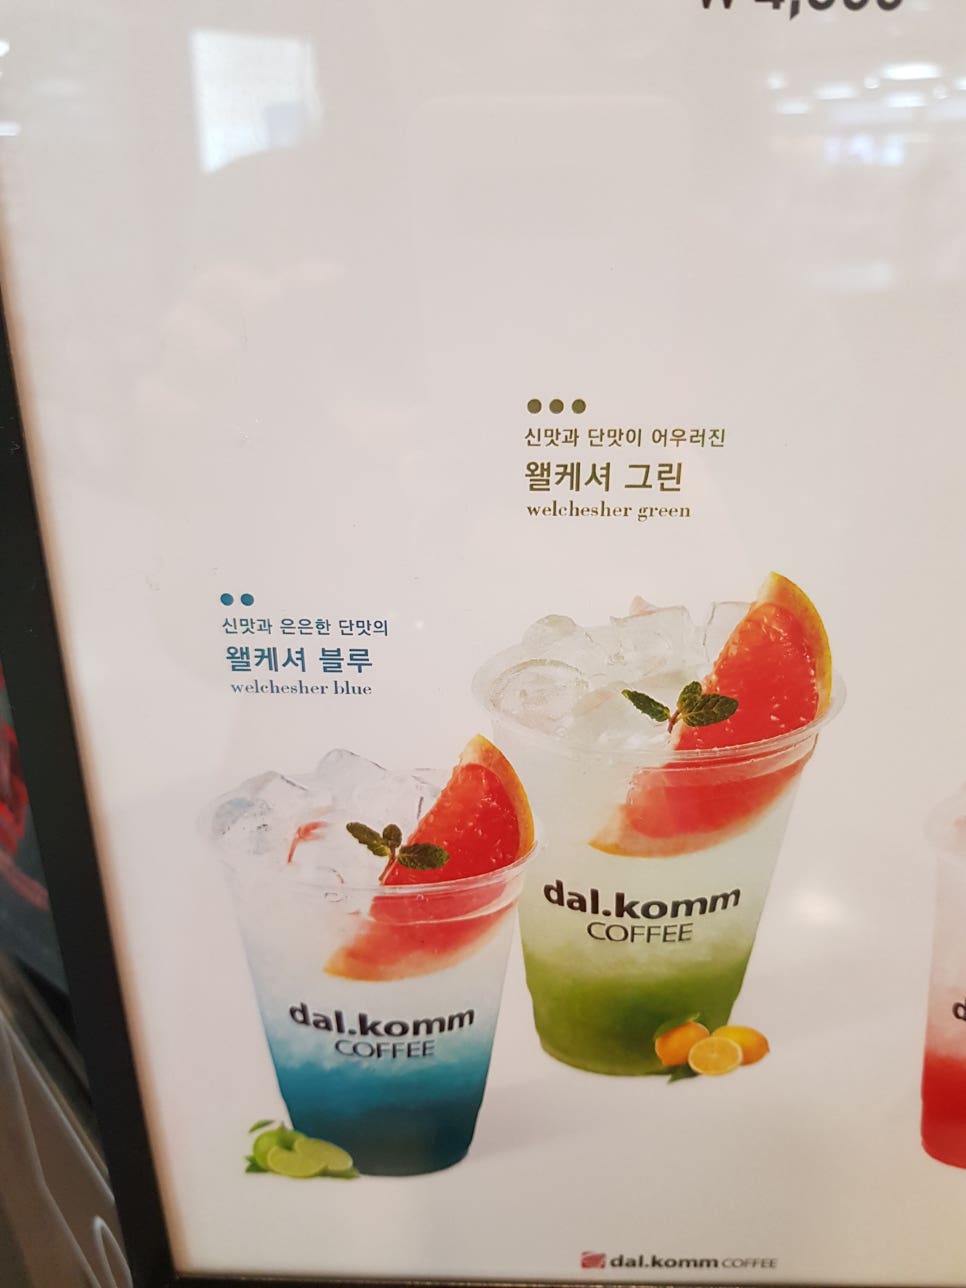 신맛과 단맛이 어우러진
왤케셔 그린
welchesher green
신맛과 은은한 단맛의
왤케셔 블루
welchesher blue
dal.komm
COFFEE
dal.komm
COFFEE
dal.komm COFFEE